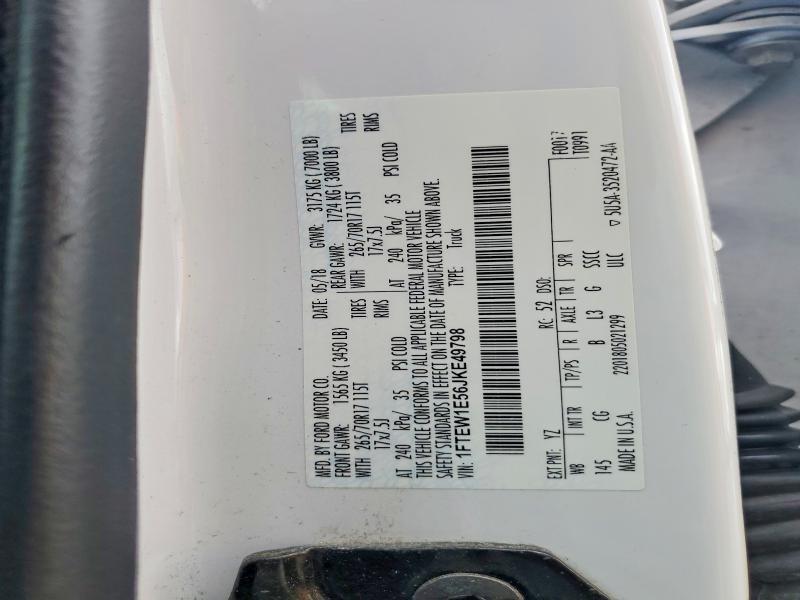 MFD. BY FORD MOTOR CO.
DATE: 05/18 GVWR: 3175 KG ( 7000 LB)
FRONT GAWR: 1565 KG ( 3450 LB) REAR GAWR: 1724 KG ( 3800 LB)
WITH 265/70R17 115T TIRES WITH 265/70R17 115T TIRES
17x7.5J RIMS 17x7.5J RIMS
AT 240 kPa/ 35 PSI COLD AT 240 kPa/ 35 PSI COLD
THIS VEHICLE CONFORMS TO ALL APPLICABLE FEDERAL MOTOR VEHICLE
SAFETY STANDARDS IN EFFECT ON THE DATE OF MANUFACTURE SHOWN ABOVE.
VIN: 1FTEW1E56JKE49798 TYPE: Truck
EXT PNT: YZ RC: 52 DSO: T0991
WB INT TR TP/PS R AXLE TR SPR
145 CG B L3 G SSCC
MADE IN U.S.A. 2201805021299 ULC
5U5A-3520472-AA